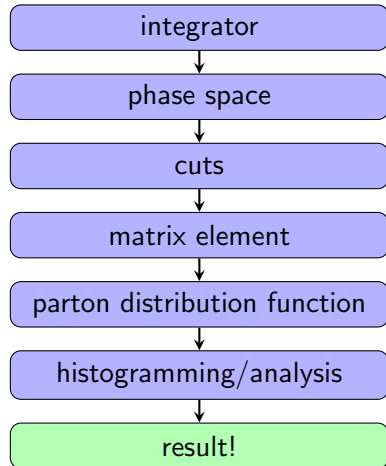 integrator
phase space
cuts
matrix element
parton distribution function
histogramming/analysis
result!